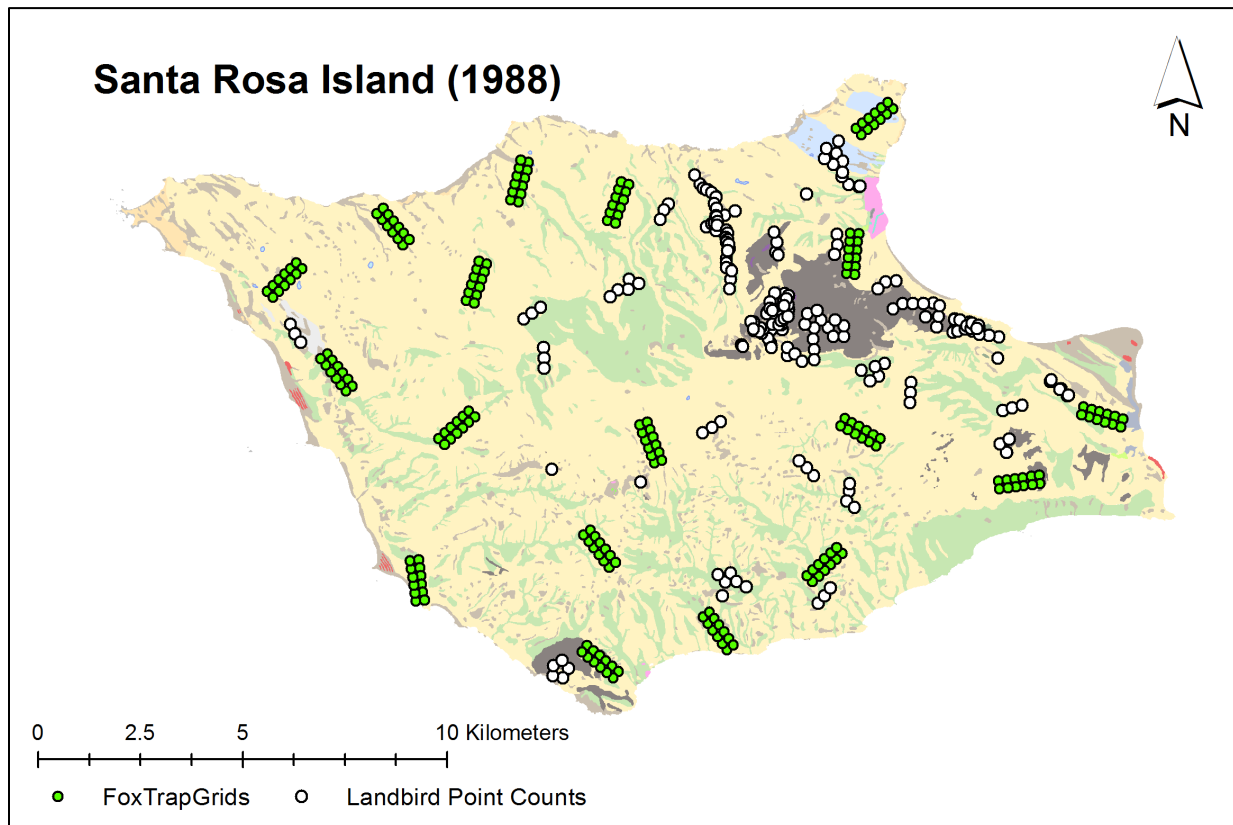 Santa Rosa Island (1988)
N
0 2.5 5 10 Kilometers
FoxTrapGrids Landbird Point Counts